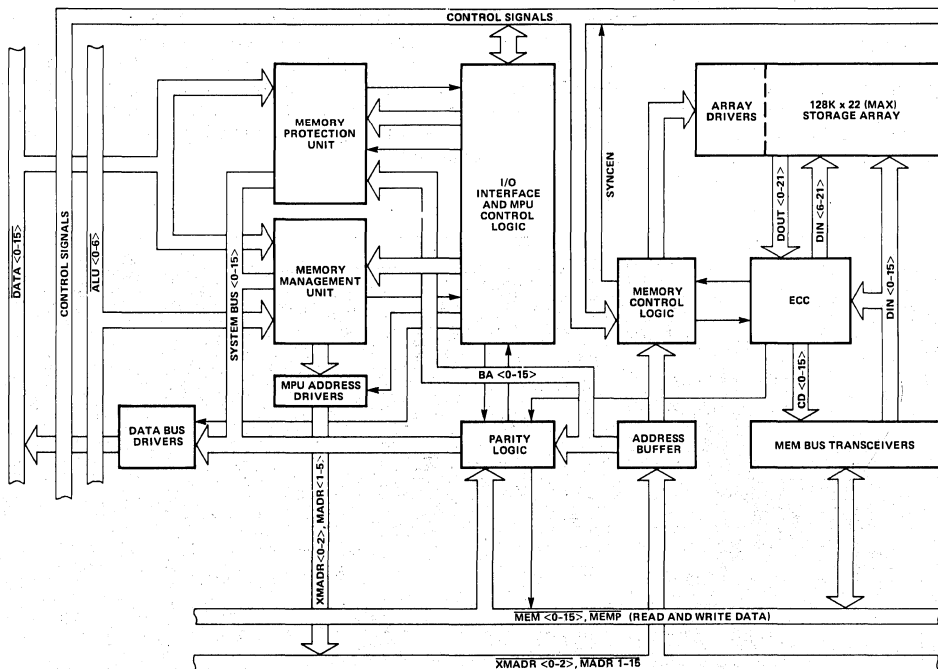 CONTROL SIGNALS
DATA <0-15>
CONTROL SIGNALS
ALU <0-6>
MEMORY
PROTECTION
UNIT
I/O
INTERFACE
AND MPU
CONTROL
LOGIC
SYNCEN
ARRAY
DRIVERS
128K x 22 (MAX)
STORAGE ARRAY
DOUT <0-21>
DIN <6-21>
DIN <0-15>
SYSTEM BUS <0-15>
MEMORY
MANAGEMENT
UNIT
MEMORY
CONTROL
LOGIC
ECC
BA <0-15>
CD <0-15>
MPU ADDRESS
DRIVERS
DATA BUS
DRIVERS
PARITY
LOGIC
ADDRESS
BUFFER
MEM BUS TRANSCEIVERS
XMADR<0-2>, MADR<1-5>
MEM <0-15>, MEMP (READ AND WRITE DATA)
XMADR <0-2>, MADR 1-15